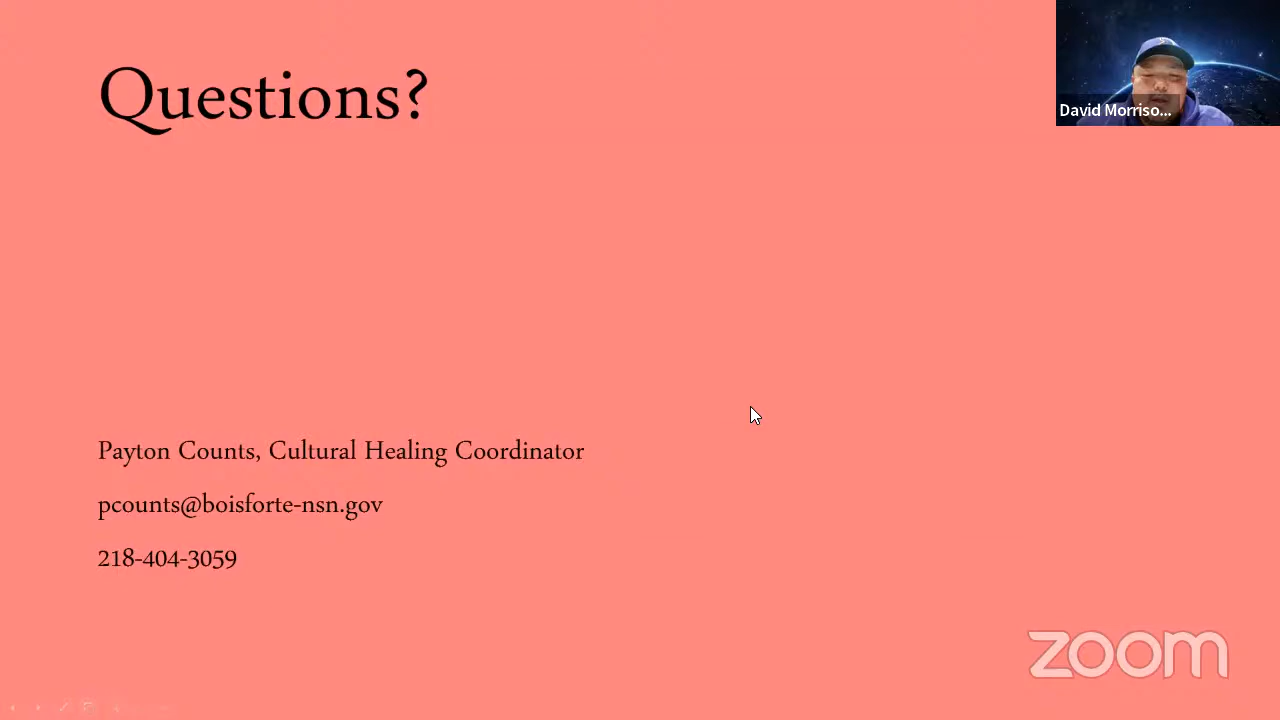 Questions?
David Morriso...
Payton Counts, Cultural Healing Coordinator
pcounts@boisforte-nsn.gov
218-404-3059
zoom